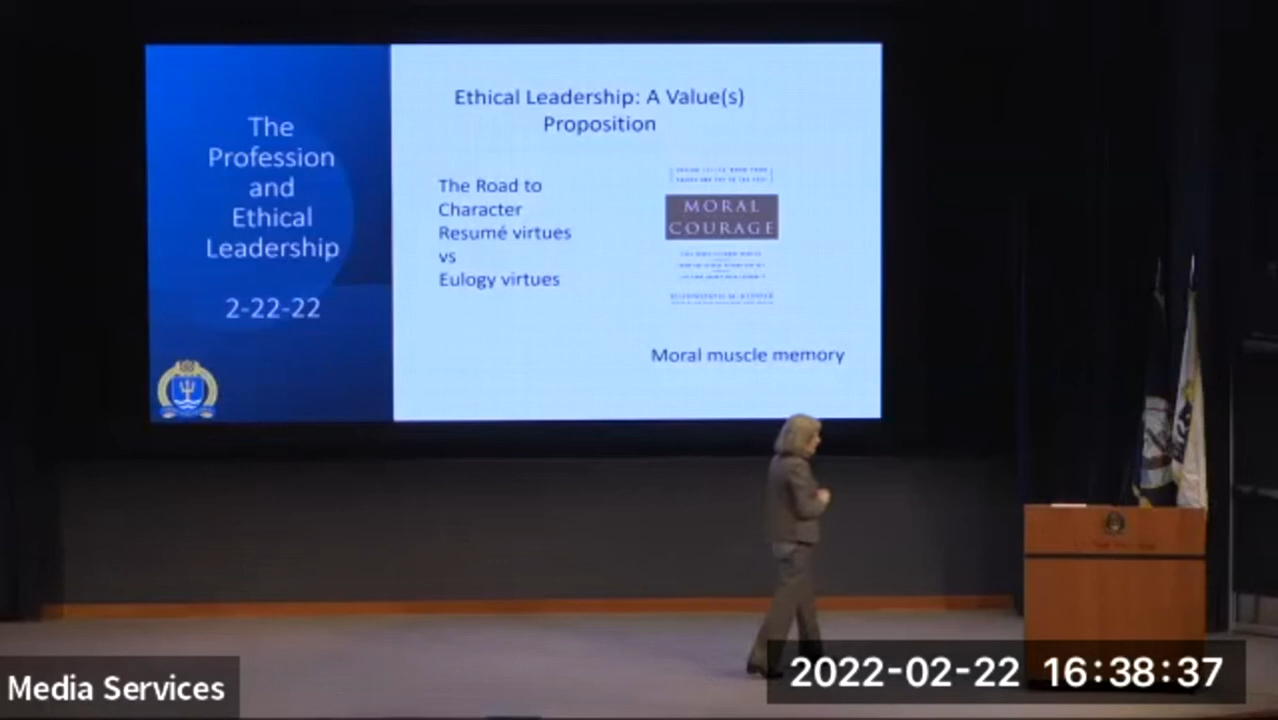 The
Profession
and
Ethical
Leadership
2-22-22
Ethical Leadership: A Value(s)
Proposition
The Road to
Character
Resumé virtues
vs
Eulogy virtues
MORAL
COURAGE
Moral muscle memory
Media Services
2022-02-22 16:38:37